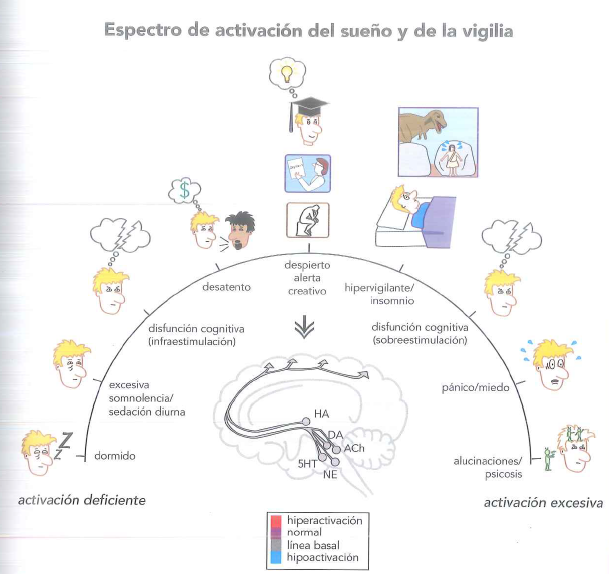 Espectro de activación del sueño y de la vigilia
$
desatento
despierto
alerta
creativo
hipervigilante/
insomnio
disfunción cognitiva
(infraestimulación)
disfunción cognitiva
(sobreestimulación)
excesiva
somnolencia/
sedación diurna
pánico/miedo
HA
DA
ACh
5HT
NE
Z
Z
dormido
alucinaciones/
psicosis
activación deficiente
activación excesiva
hiperactivación
normal
línea basal
hipoactivación